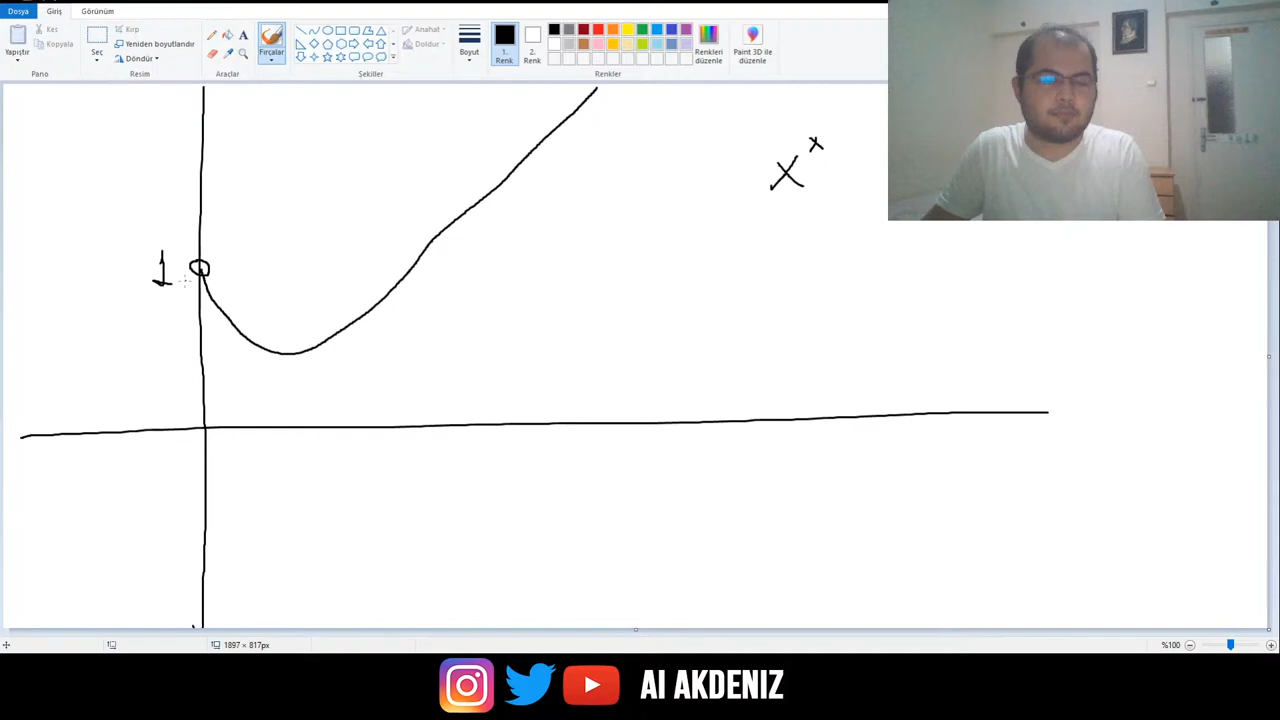 Dosya Giriş Görünüm
Yapıştır
Kes
Kopyala
Pano
Seç
Kırp
Yeniden boyutlandır
Döndür
Resim
A
Araçlar
Fırçalar
Anahat
Doldur
Şekiller
Boyut
1.
Renk
2.
Renk
Renkleri
düzenle
Paint 3D ile
düzenle
Renkler
x^x
1
1897 × 817px
%100
AI AKDENİZ